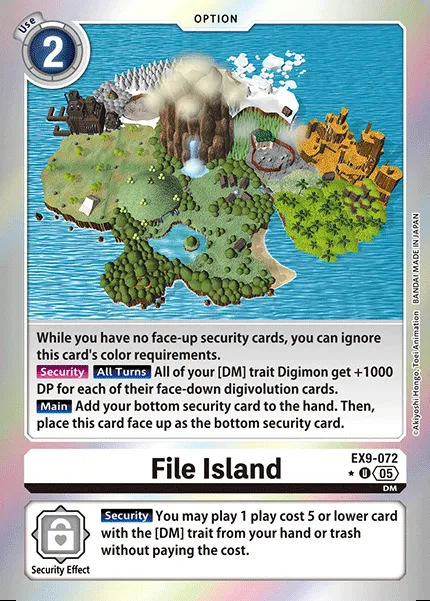 OPTION
Use
2
While you have no face-up security cards, you can ignore
this card's color requirements.
Security All Turns All of your [DM] trait Digimon get +1000
DP for each of their face-down digivolution cards.
Main Add your bottom security card to the hand. Then,
place this card face up as the bottom security card.
©Akiyoshi Hongo, Toei Animation BANDAI MADE IN JAPAN
File Island
EX9-072
★ U 05
DM
Security You may play 1 play cost 5 or lower card
with the [DM] trait from your hand or trash
without paying the cost.
Security Effect